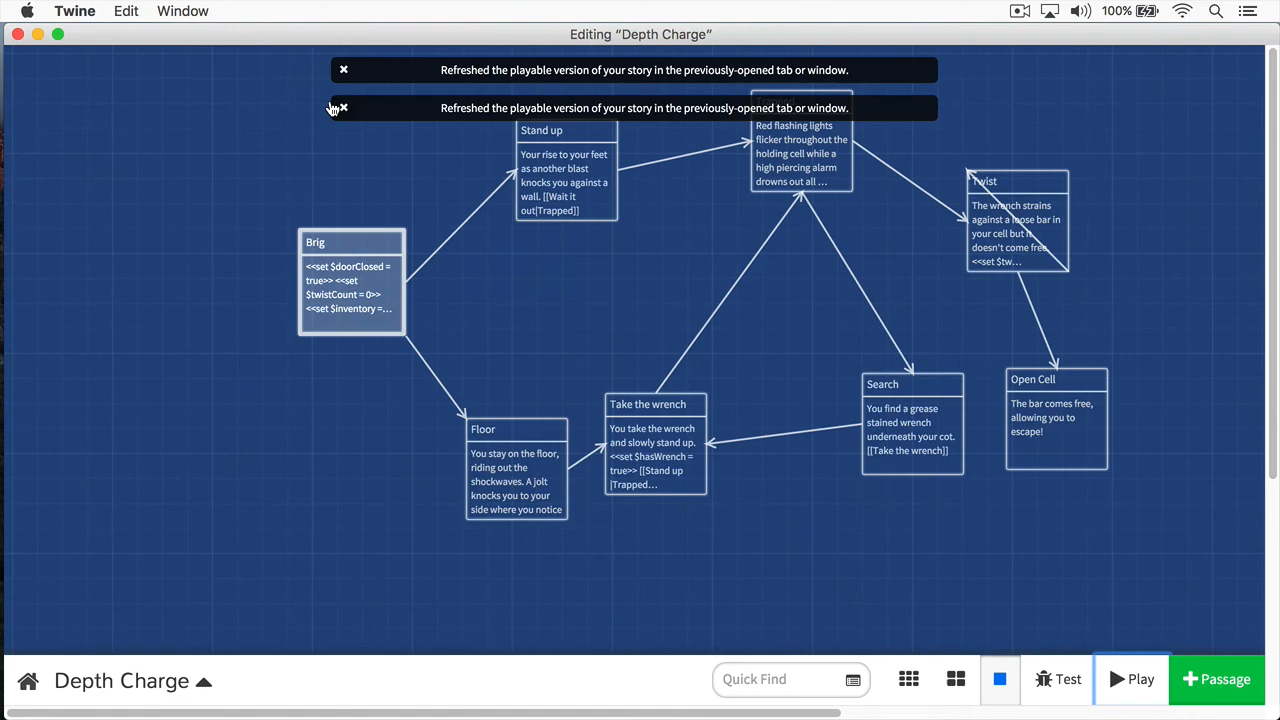 Twine Edit Window 100%
Editing “Depth Charge”
Refreshed the playable version of your story in the previously-opened tab or window.
Refreshed the playable version of your story in the previously-opened tab or window.
Stand up
Your rise to your feet
as another blast
knocks you against a
wall. [[Wait it
out|Trapped]]
Red flashing lights
flicker throughout the
holding cell while a
high piercing alarm
drowns out all …
Twist
The wrench strains
against a loose bar in
your cell but it
doesn't come free.
<<set $tw…
Brig
<<set $doorClosed =
true>> <<set
$twistCount = 0>>
<<set $inventory =…
Floor
You stay on the floor,
riding out the
shockwaves. A jolt
knocks you to your
side where you notice
Take the wrench
You take the wrench
and slowly stand up.
<<set $hasWrench =
true>> [[Stand up
|Trapped…
Search
You find a grease
stained wrench
underneath your cot.
[[Take the wrench]]
Open Cell
The bar comes free,
allowing you to
escape!
Depth Charge
Quick Find
Test
Play
Passage